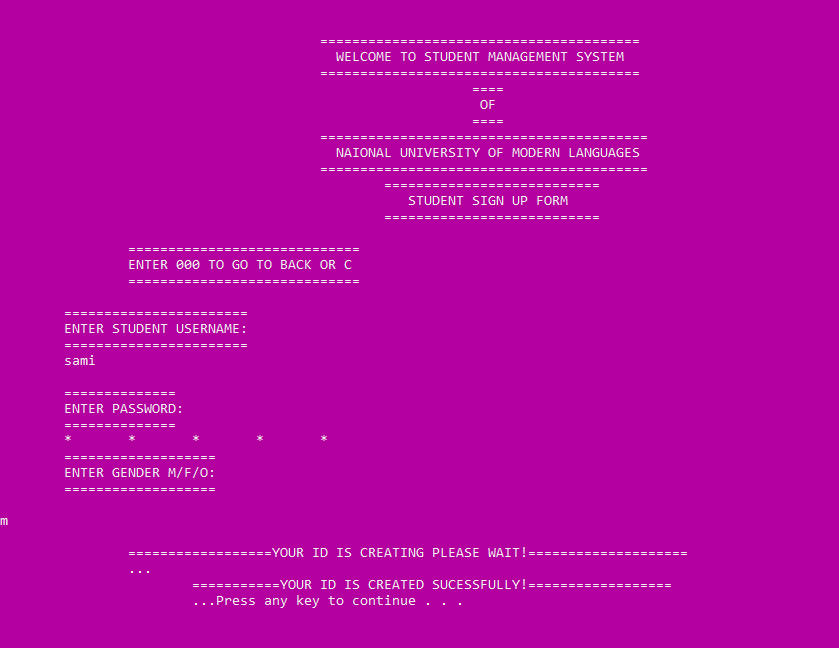 ========================================
WELCOME TO STUDENT MANAGEMENT SYSTEM
========================================
====
OF
====
=========================================
NAIONAL UNIVERSITY OF MODERN LANGUAGES
=========================================
===========================
STUDENT SIGN UP FORM
===========================
=============================
ENTER 000 TO GO TO BACK OR C
=============================
=======================
ENTER STUDENT USERNAME:
=======================
sami
==============
ENTER PASSWORD:
==============
* * * * *
===================
ENTER GENDER M/F/O:
===================
m
==================YOUR ID IS CREATING PLEASE WAIT!====================
...
===========YOUR ID IS CREATED SUCESSFULLY!==================
...Press any key to continue . . .